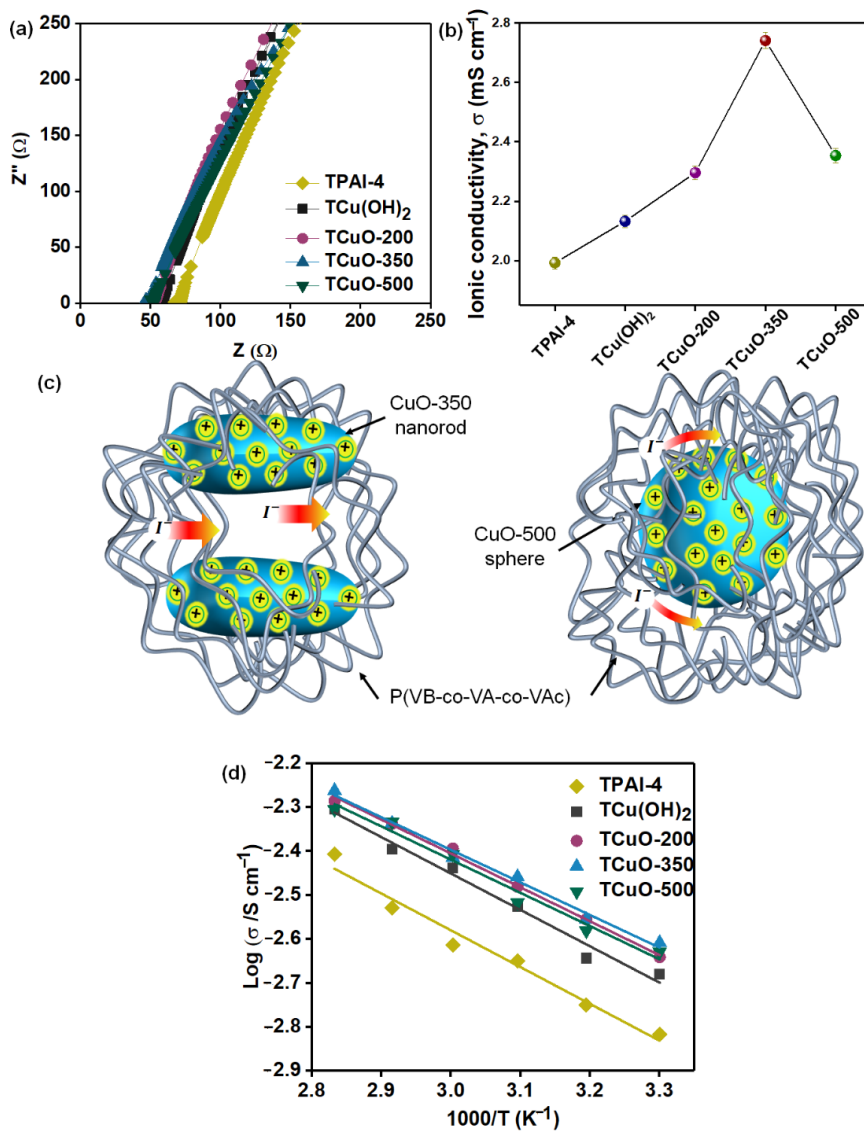 (a)
Z'' (Ω)
250
200
150
100
50
0
TPAI-4
TCu(OH)₂
TCuO-200
TCuO-350
TCuO-500
0 50 100 150 200 250
Z (Ω)
(b)
Ionic conductivity, σ (mS cm⁻¹)
2.8
2.6
2.4
2.2
2.0
TPAI-4
TCu(OH)₂
TCuO-200
TCuO-350
TCuO-500
(c)
CuO-350
nanorod
I⁻
I⁻
I⁻
CuO-500
sphere
I⁻
P(VB-co-VA-co-VAc)
(d)
Log (σ /S cm⁻¹)
−2.2
−2.3
−2.4
−2.5
−2.6
−2.7
−2.8
−2.9
TPAI-4
TCu(OH)₂
TCuO-200
TCuO-350
TCuO-500
2.8 2.9 3.0 3.1 3.2 3.3
1000/T (K⁻¹)